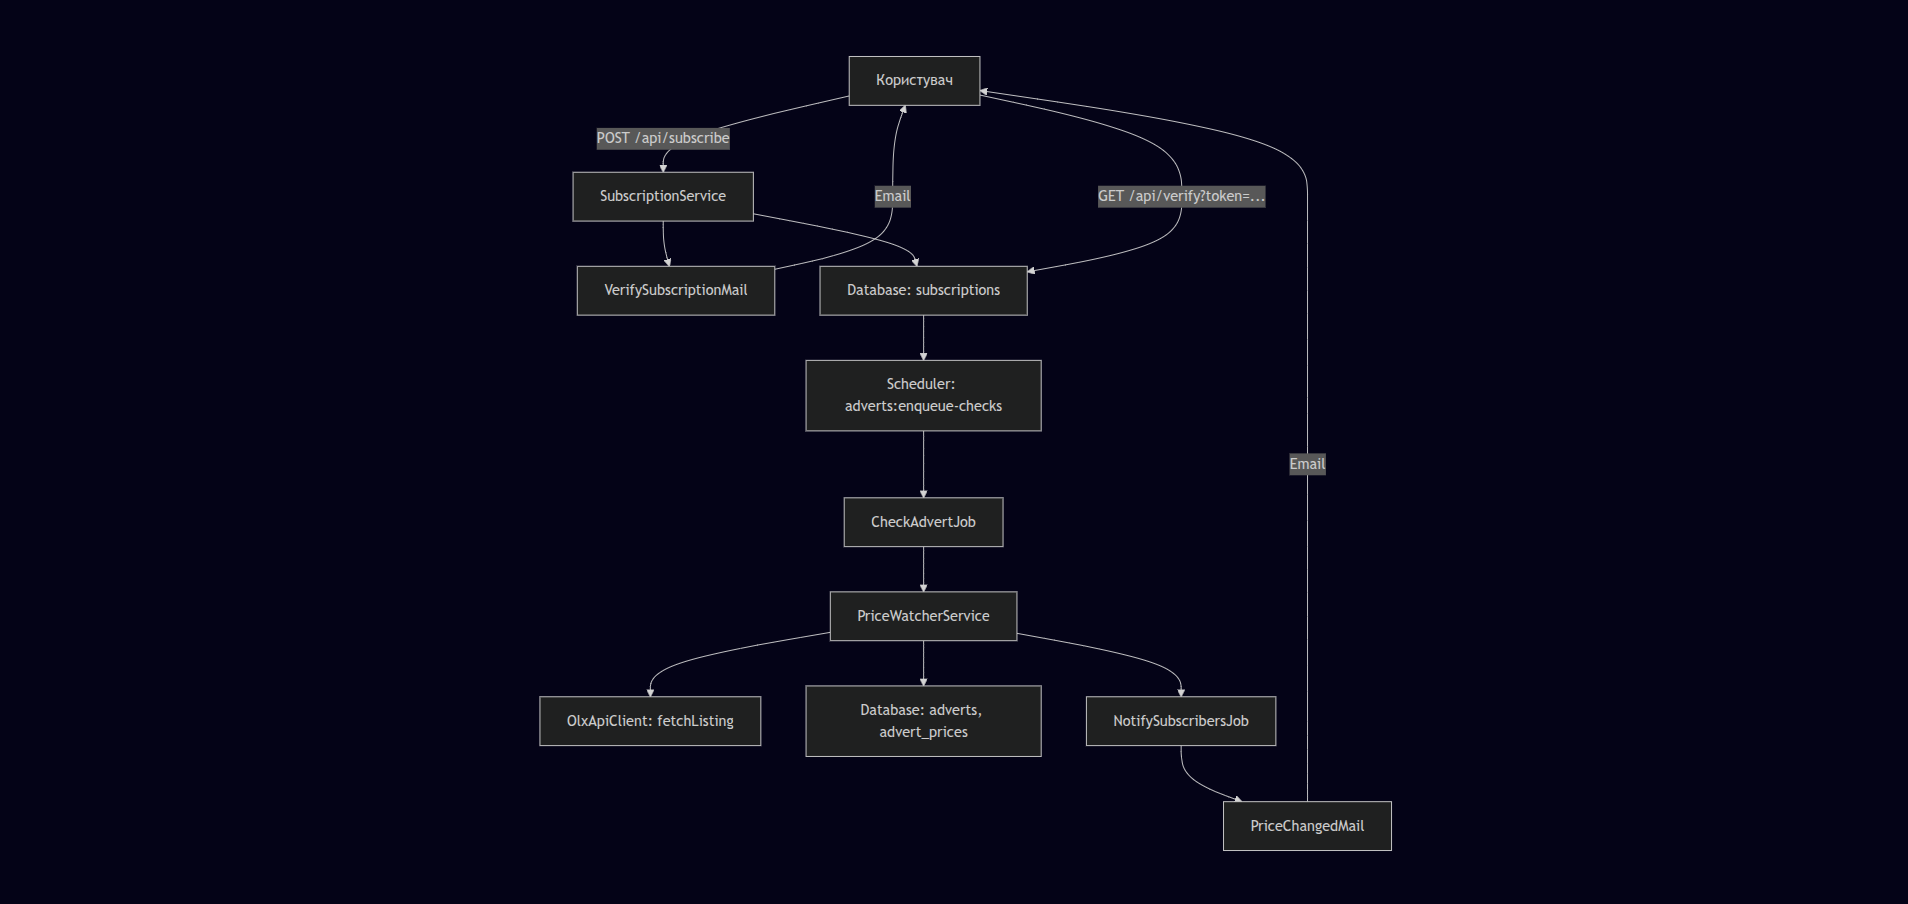 Користувач
POST /api/subscribe
SubscriptionService
Email
GET /api/verify?token=...
VerifySubscriptionMail
Database: subscriptions
Scheduler:
adverts:enqueue-checks
Email
CheckAdvertJob
PriceWatcherService
OlxApiClient: fetchListing
Database: adverts,
advert_prices
NotifySubscribersJob
PriceChangedMail